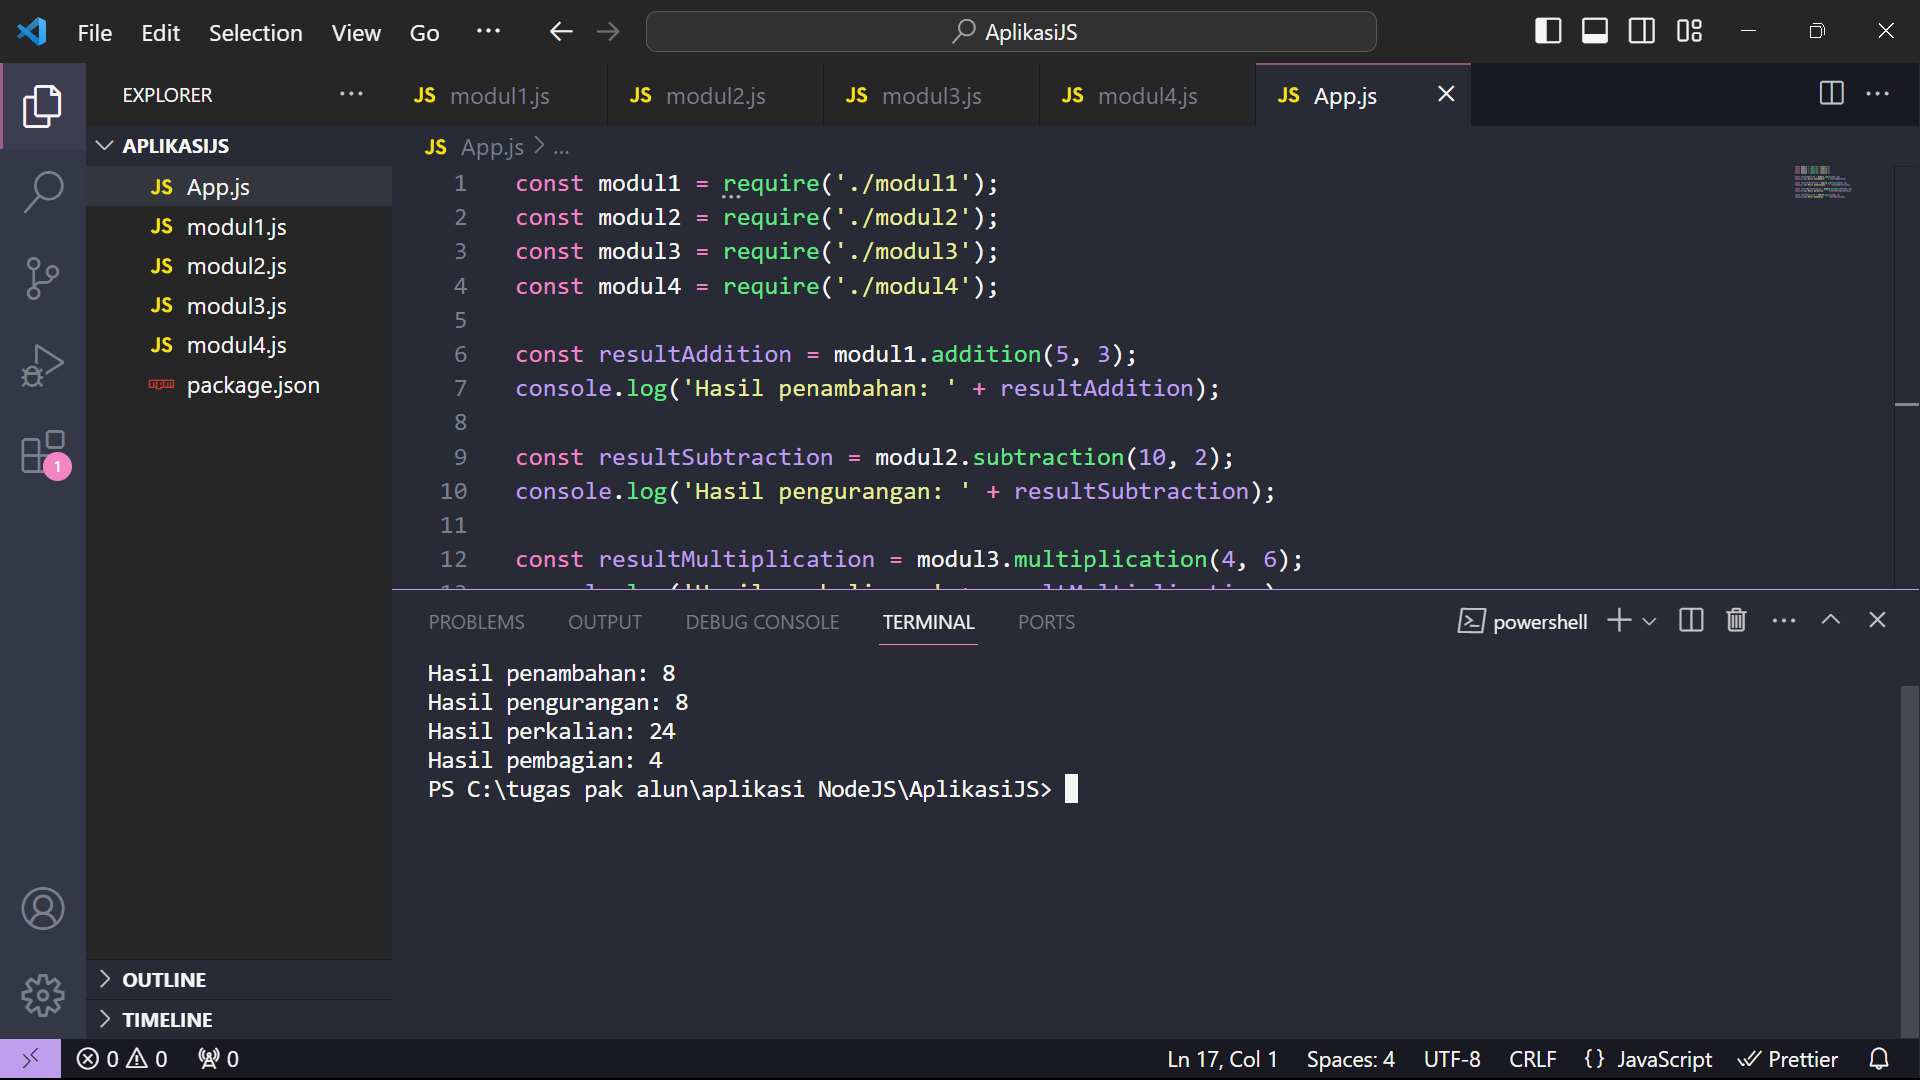 File Edit Selection View Go ··· AplikasiJS
EXPLORER ···
APLIKASIJS
JS App.js
JS modul1.js
JS modul2.js
JS modul3.js
JS modul4.js
npm package.json
OUTLINE
TIMELINE
1
JS modul1.js JS modul2.js JS modul3.js JS modul4.js JS App.js
JS App.js > ...
1 const modul1 = require('./modul1');
2 const modul2 = require('./modul2');
3 const modul3 = require('./modul3');
4 const modul4 = require('./modul4');
5
6 const resultAddition = modul1.addition(5, 3);
7 console.log('Hasil penambahan: ' + resultAddition);
8
9 const resultSubtraction = modul2.subtraction(10, 2);
10 console.log('Hasil pengurangan: ' + resultSubtraction);
11
12 const resultMultiplication = modul3.multiplication(4, 6);
PROBLEMS OUTPUT DEBUG CONSOLE TERMINAL PORTS powershell
Hasil penambahan: 8
Hasil pengurangan: 8
Hasil perkalian: 24
Hasil pembagian: 4
PS C:\tugas pak alun\aplikasi NodeJS\AplikasiJS>
0 0 0 Ln 17, Col 1 Spaces: 4 UTF-8 CRLF {} JavaScript Prettier